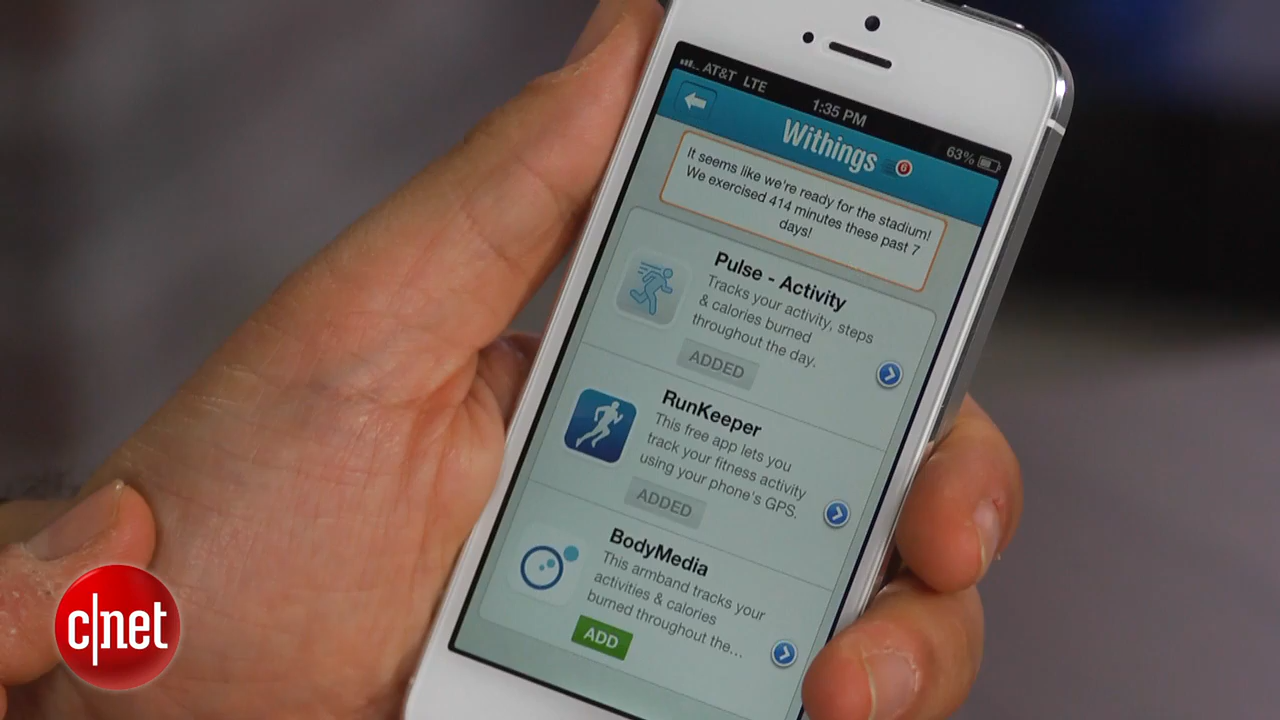 AT&T LTE 1:35 PM 63%
Withings 6
It seems like we're ready for the stadium!
We exercised 414 minutes these past 7
days!
Pulse - Activity
Tracks your activity, steps
& calories burned
throughout the day.
ADDED
RunKeeper
This free app lets you
track your fitness activity
using your phone's GPS.
ADDED
BodyMedia
This armband tracks your
activities & calories
burned throughout the...
ADD
c|net